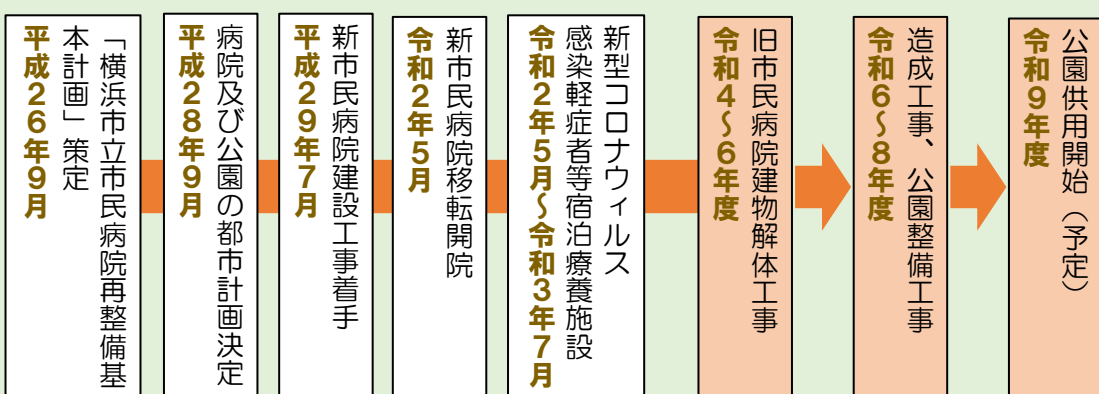 「横浜市立市民病院再整備基
本計画」策定
平成26年9月
病院及び公園の都市計画決定
平成28年9月
新市民病院建設工事着手
平成29年7月
新市民病院移転開院
令和2年5月
新型コロナウィルス
感染軽症者等宿泊療養施設
令和2年5月~令和3年7月
旧市民病院建物解体工事
令和4~6年度
造成工事、公園整備工事
令和6~8年度
公園供用開始(予定)
令和9年度